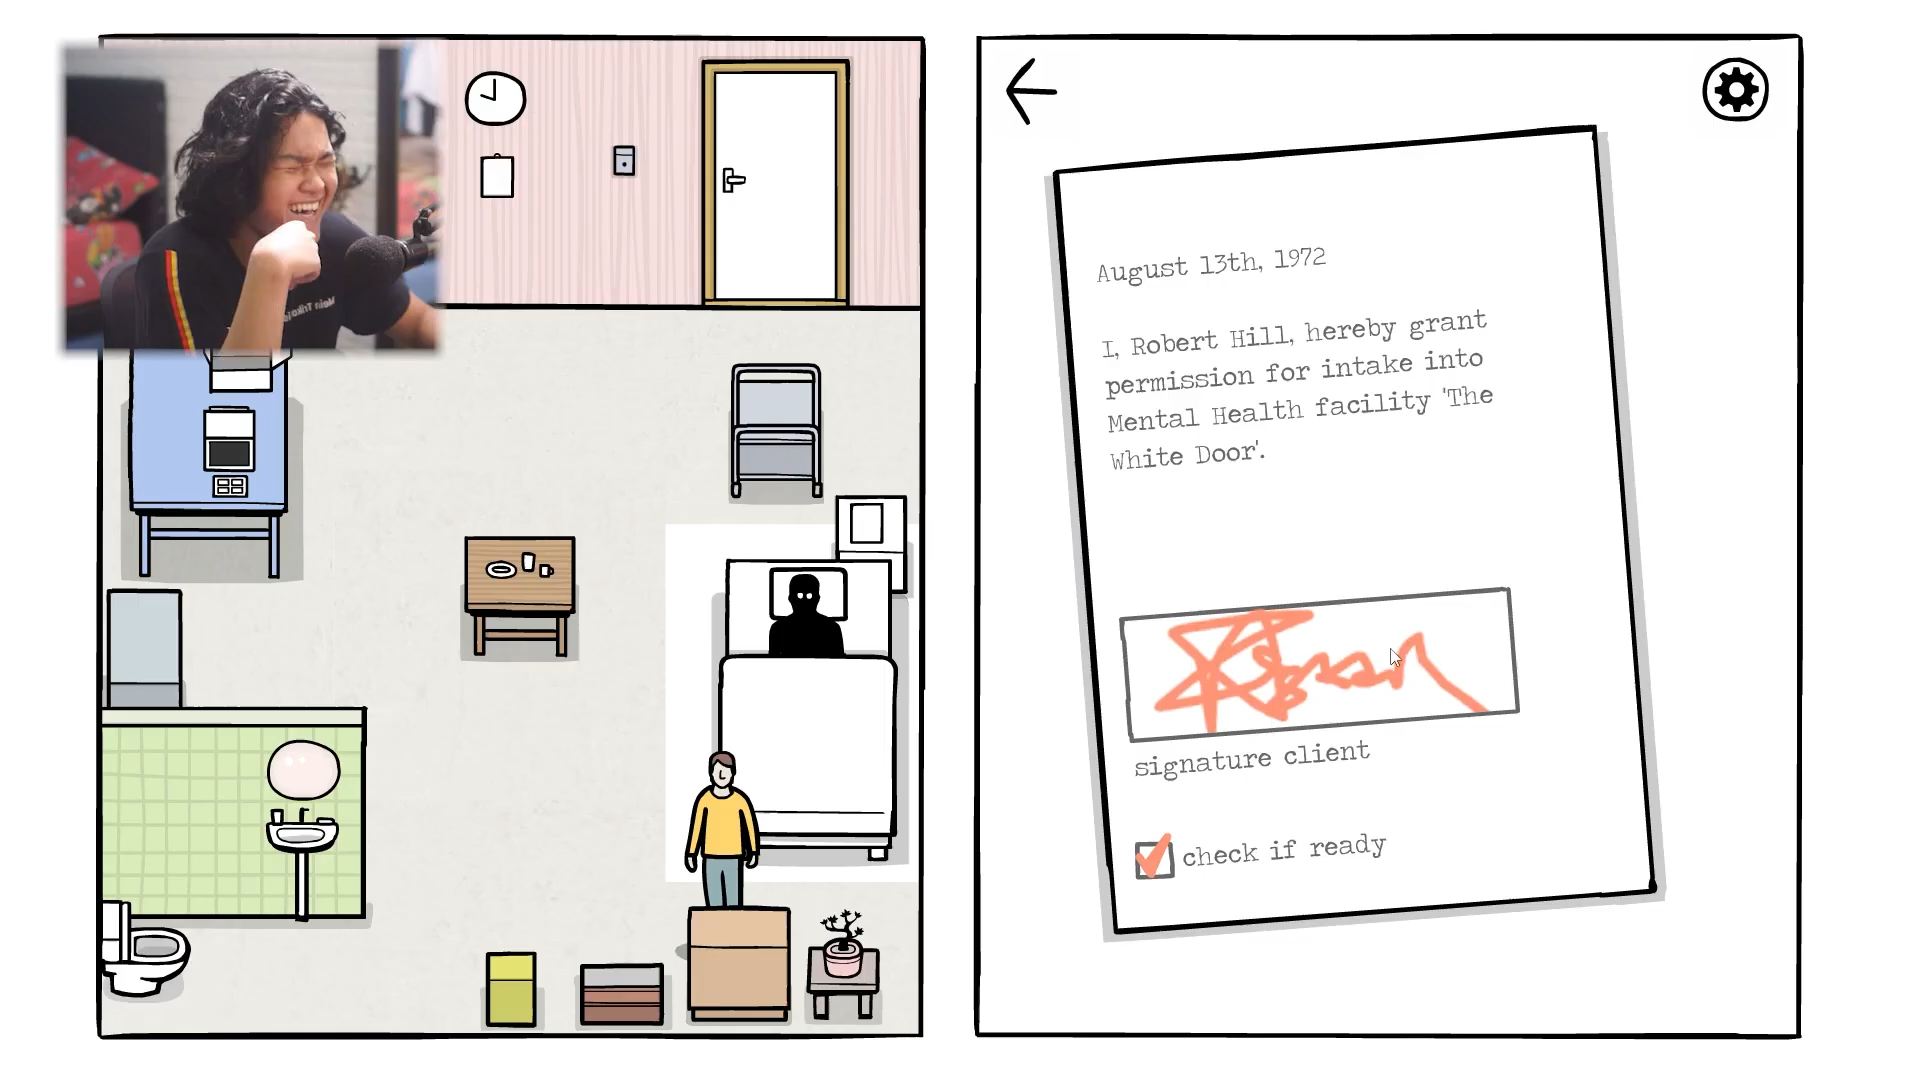 August 13th, 1972
I, Robert Hill, hereby grant
permission for intake into
Mental Health facility 'The
White Door'.
signature client
check if ready